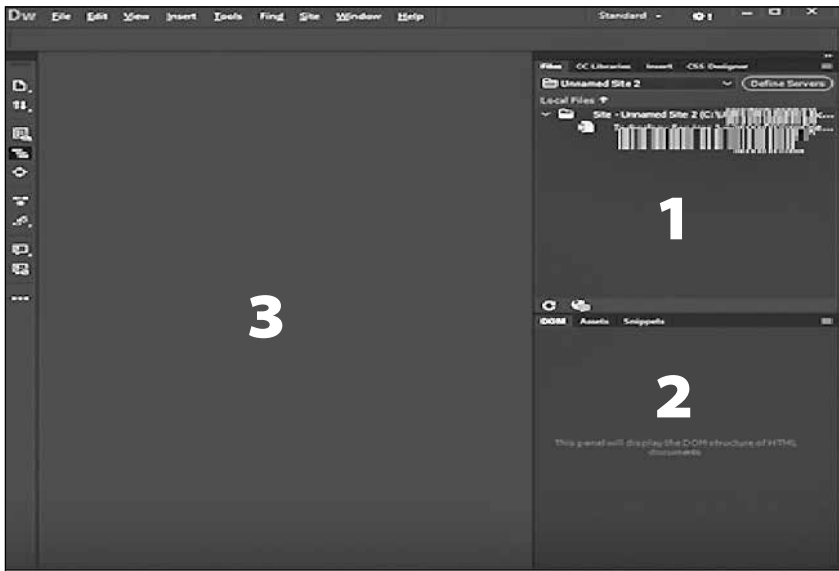 Dw File Edit View Insert Tools Find Site Window Help Standard
Files CC Libraries Insert CSS Designer
Unnamed Site 2 Define Servers
Local Files
Site - Unnamed Site 2 (C:\U
1
DOM Assets Snippets
3
2
This panel will display the DOM structure of HTML
documents